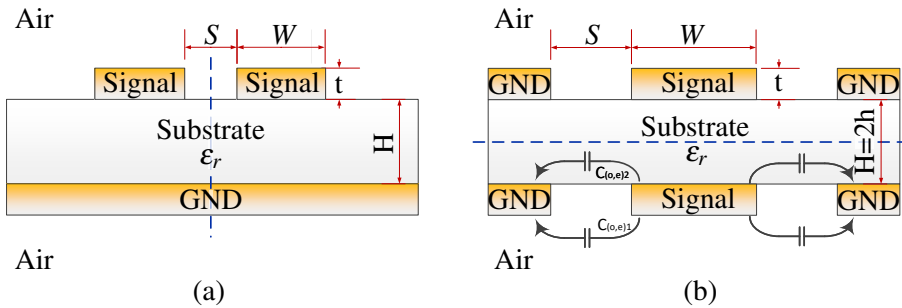 Air
S
W
Signal
Signal
t
Substrate
εr
H
GND
Air
(a)
Air
S
W
GND
Signal
GND
t
Substrate
εr
H=2h
C(o,e)2
GND
Signal
GND
C(o,e)1
Air
(b)